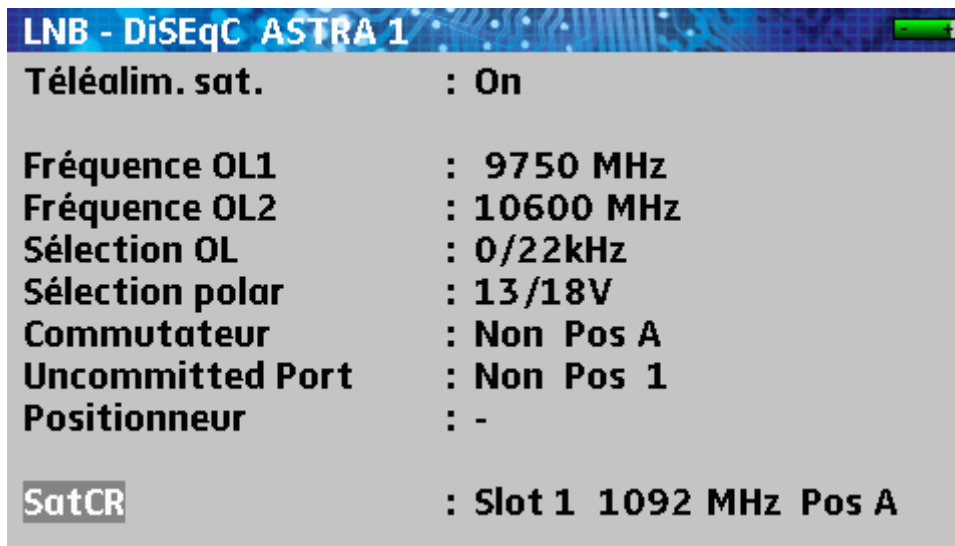 LNB - DiSEqC ASTRA 1
- +
Téléalim. sat. : On
Fréquence OL1 : 9750 MHz
Fréquence OL2 : 10600 MHz
Sélection OL : 0/22kHz
Sélection polar : 13/18V
Commutateur : Non Pos A
Uncommitted Port : Non Pos 1
Positionneur : -
SatCR : Slot 1 1092 MHz Pos A